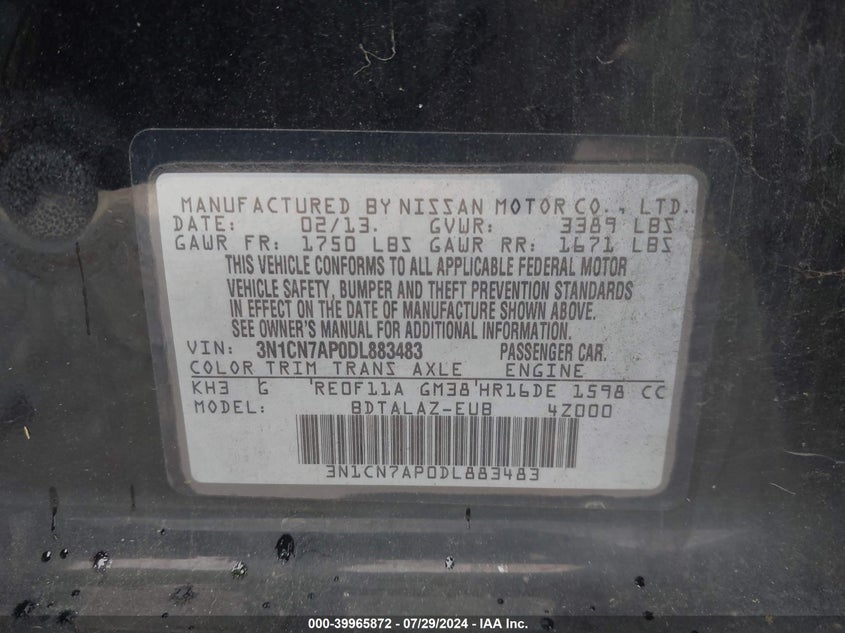 MANUFACTURED BY NISSAN MOTOR CO., LTD.
DATE: 02/13. GVWR: 3389 LBS
GAWR FR: 1750 LBS GAWR RR: 1671 LBS
THIS VEHICLE CONFORMS TO ALL APPLICABLE FEDERAL MOTOR
VEHICLE SAFETY, BUMPER AND THEFT PREVENTION STANDARDS
IN EFFECT ON THE DATE OF MANUFACTURE SHOWN ABOVE.
SEE OWNER'S MANUAL FOR ADDITIONAL INFORMATION.
VIN: 3N1CN7AP0DL883483 PASSENGER CAR.
COLOR TRIM TRANS AXLE ENGINE
KH3 G RE0F11A GM38 HR16DE 1598 CC
MODEL: BDTALAZ-EUB 4Z000
3N1CN7AP0DL883483
000-39965872 - 07/29/2024 - IAA Inc.